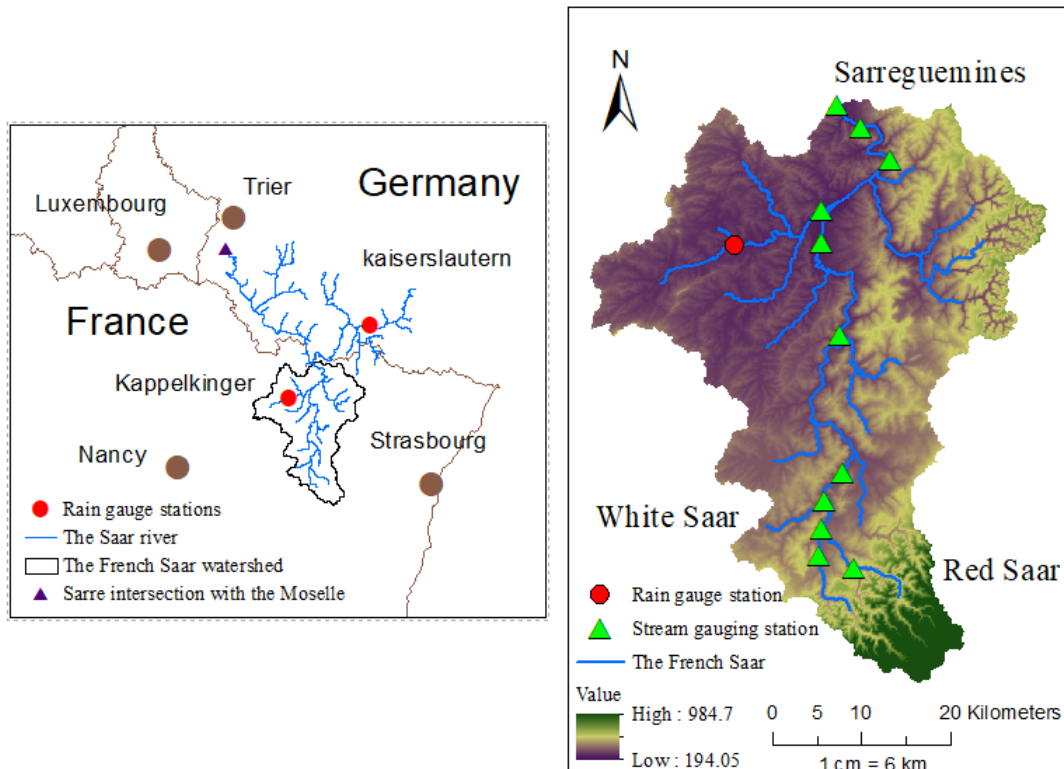 Germany
Trier
Luxembourg
kaiserslautern
France
Kappelkinger
Strasbourg
Nancy
Rain gauge stations
The Saar river
The French Saar watershed
Sarre intersection with the Moselle
N
Sarreguemines
White Saar
Red Saar
Rain gauge station
Stream gauging station
The French Saar
Value
High : 984.7
Low : 194.05
0 5 10 20 Kilometers
1 cm = 6 km